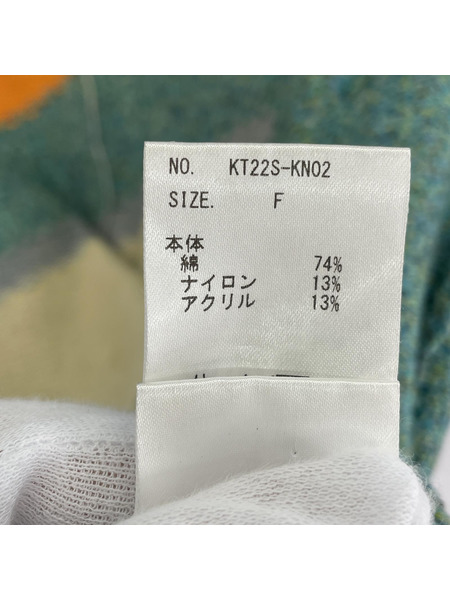 NO. KT22S-KN02
SIZE. F
本体
綿 74%
ナイロン 13%
アクリル 13%